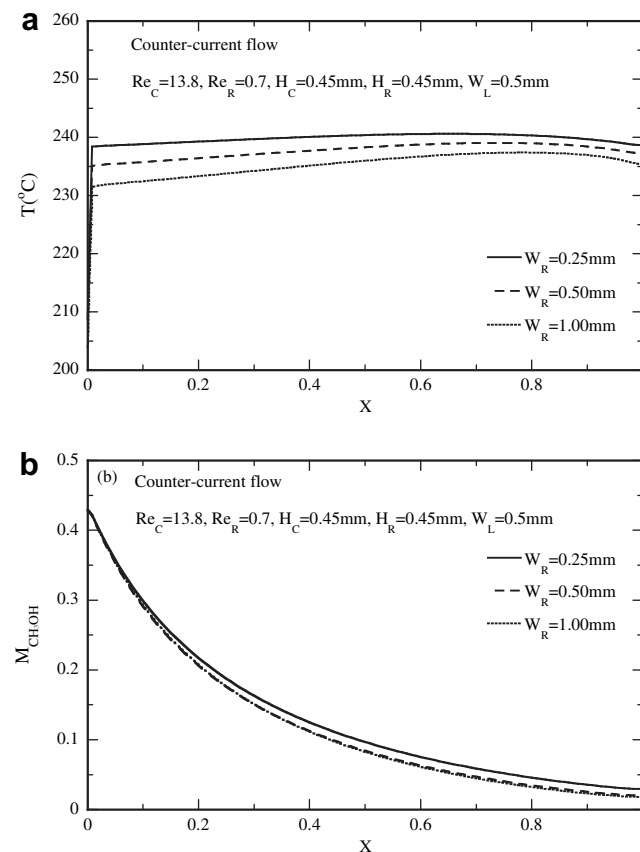 a
260
250
240
230
220
210
200
T(°C)
Counter-current flow
Re_C=13.8, Re_R=0.7, H_C=0.45mm, H_R=0.45mm, W_L=0.5mm
W_R=0.25mm
W_R=0.50mm
W_R=1.00mm
0 0.2 0.4 0.6 0.8
X
b
(b)
0.5
0.4
0.3
0.2
0.1
0
M_CH3OH
Counter-current flow
Re_C=13.8, Re_R=0.7, H_C=0.45mm, H_R=0.45mm, W_L=0.5mm
W_R=0.25mm
W_R=0.50mm
W_R=1.00mm
0 0.2 0.4 0.6 0.8
X